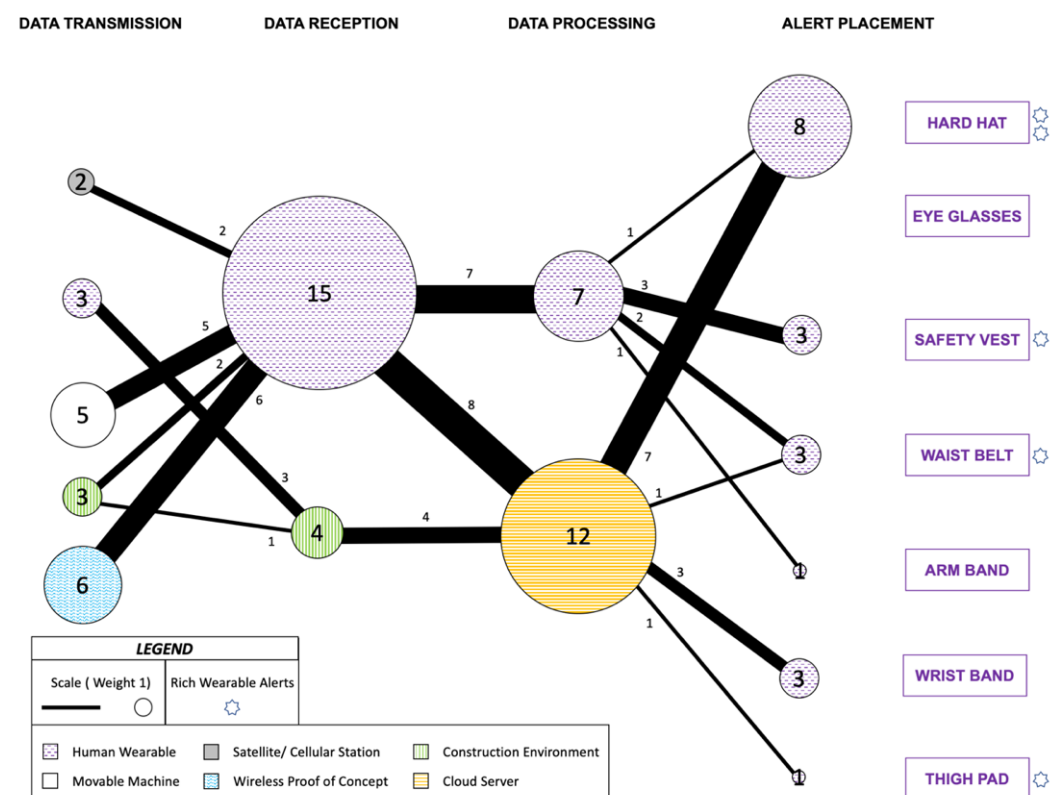 DATA TRANSMISSION
DATA RECEPTION
DATA PROCESSING
ALERT PLACEMENT
8
HARD HAT
2
EYE GLASSES
2
1
15
7
7
3
3
3
SAFETY VEST
5
2
1
2
5
6
8
3
WAIST BELT
7
3
3
1
4
4
12
1
6
1
ARM BAND
3
1
3
WRIST BAND
1
THIGH PAD
LEGEND
Scale ( Weight 1)
Rich Wearable Alerts
Human Wearable
Satellite/ Cellular Station
Construction Environment
Movable Machine
Wireless Proof of Concept
Cloud Server